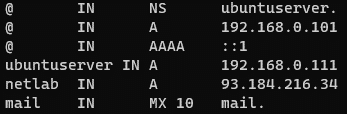 @ IN NS ubuntuserver.
@ IN A 192.168.0.101
@ IN AAAA ::1
ubuntuserver IN A 192.168.0.111
netlab IN A 93.184.216.34
mail IN MX 10 mail.